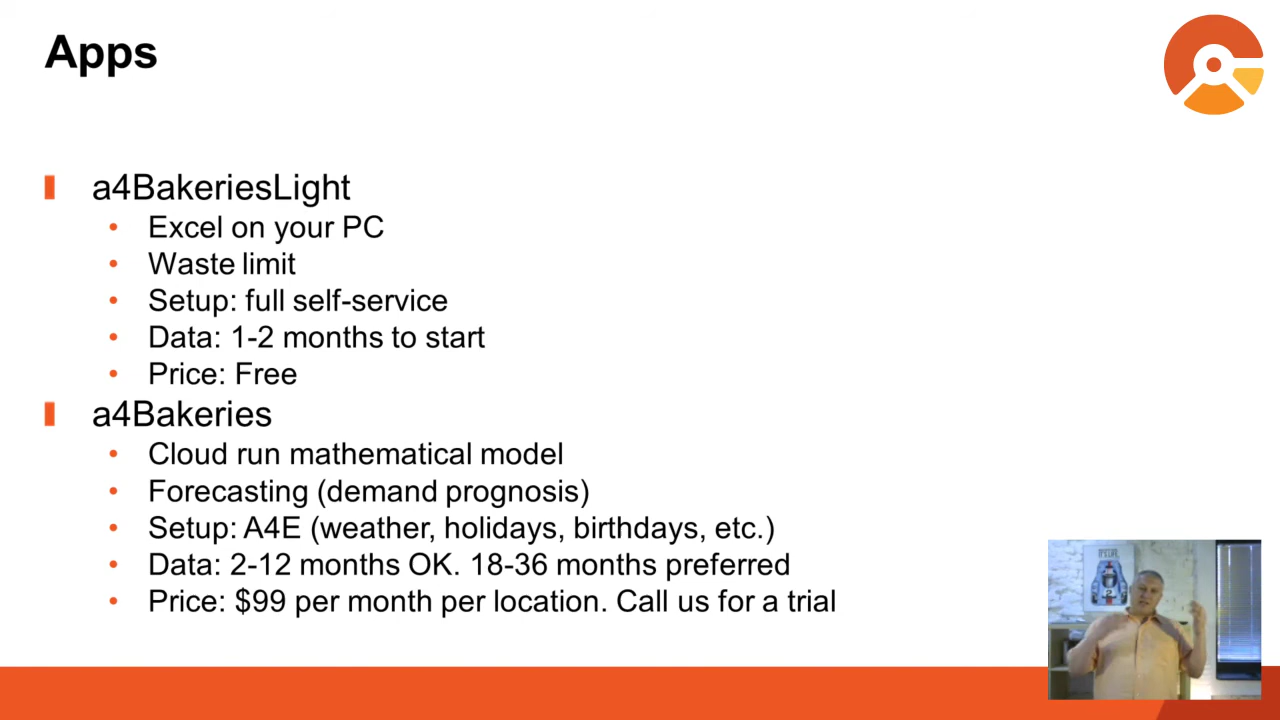 Apps
a4BakeriesLight
Excel on your PC
Waste limit
Setup: full self-service
Data: 1-2 months to start
Price: Free
a4Bakeries
Cloud run mathematical model
Forecasting (demand prognosis)
Setup: A4E (weather, holidays, birthdays, etc.)
Data: 2-12 months OK. 18-36 months preferred
Price: $99 per month per location. Call us for a trial